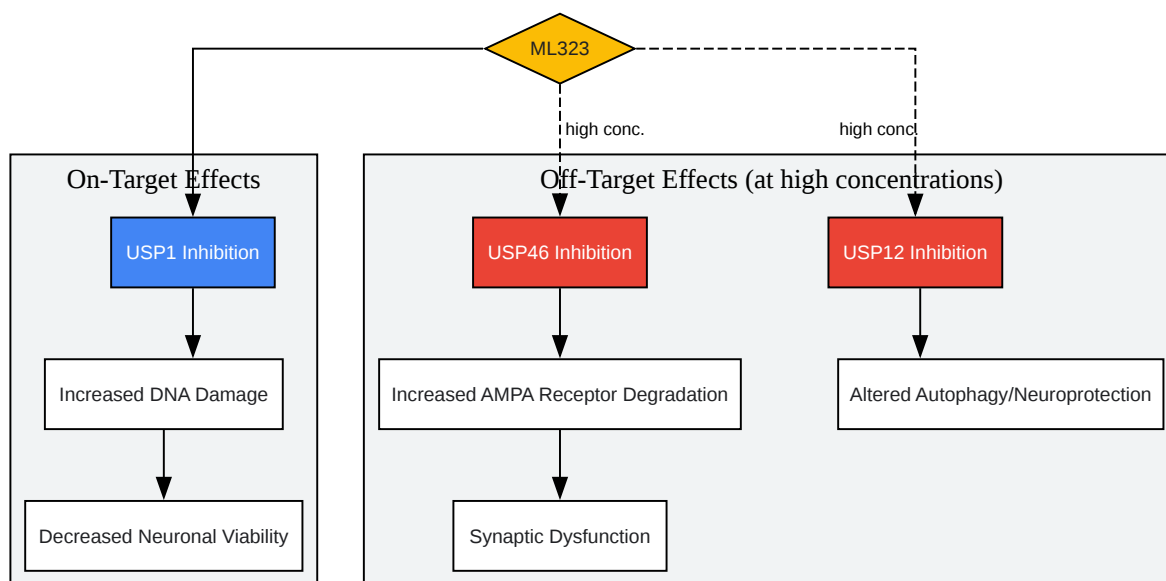 ML323
high conc.
high conc.
On-Target Effects
Off-Target Effects (at high concentrations)
USP1 Inhibition
USP46 Inhibition
USP12 Inhibition
Increased DNA Damage
Increased AMPA Receptor Degradation
Altered Autophagy/Neuroprotection
Decreased Neuronal Viability
Synaptic Dysfunction